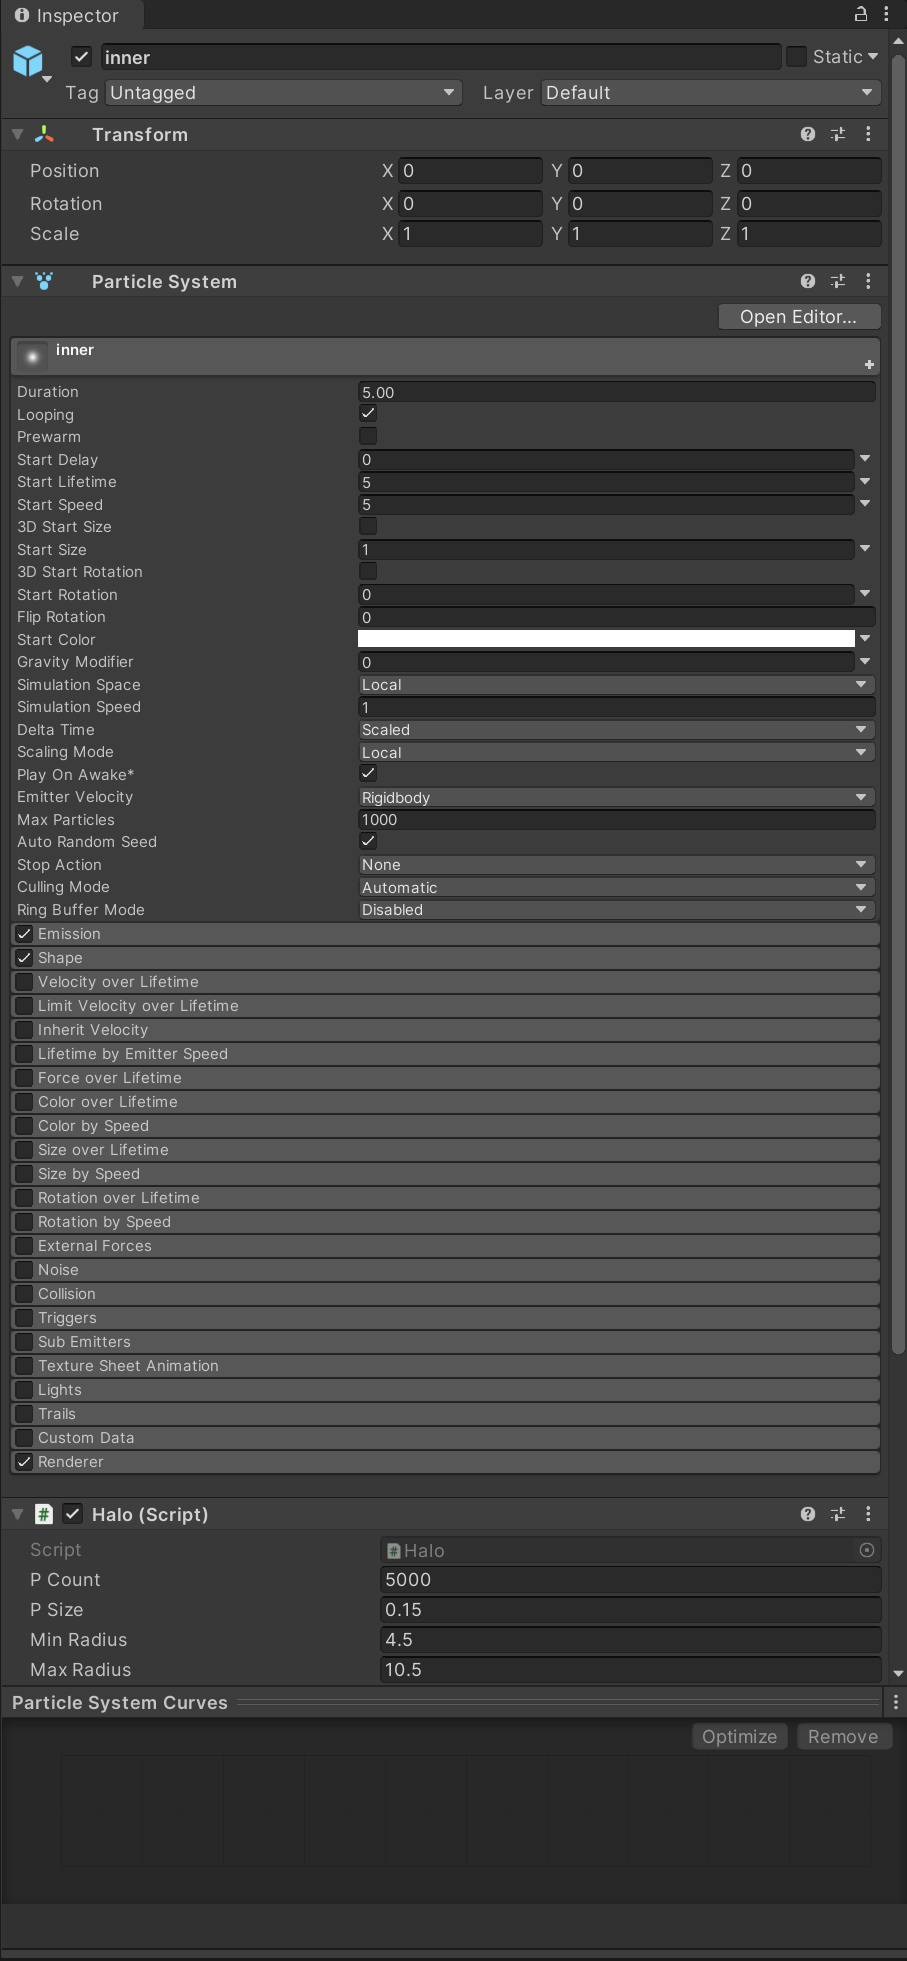 Inspector
inner Static
Tag Untagged Layer Default
Transform
Position X 0 Y 0 Z 0
Rotation X 0 Y 0 Z 0
Scale X 1 Y 1 Z 1
Particle System
Open Editor...
inner
Duration 5.00
Looping
Prewarm
Start Delay 0
Start Lifetime 5
Start Speed 5
3D Start Size
Start Size 1
3D Start Rotation
Start Rotation 0
Flip Rotation 0
Start Color
Gravity Modifier 0
Simulation Space Local
Simulation Speed 1
Delta Time Scaled
Scaling Mode Local
Play On Awake*
Emitter Velocity Rigidbody
Max Particles 1000
Auto Random Seed
Stop Action None
Culling Mode Automatic
Ring Buffer Mode Disabled
Emission
Shape
Velocity over Lifetime
Limit Velocity over Lifetime
Inherit Velocity
Lifetime by Emitter Speed
Force over Lifetime
Color over Lifetime
Color by Speed
Size over Lifetime
Size by Speed
Rotation over Lifetime
Rotation by Speed
External Forces
Noise
Collision
Triggers
Sub Emitters
Texture Sheet Animation
Lights
Trails
Custom Data
Renderer
# Halo (Script)
Script # Halo
P Count 5000
P Size 0.15
Min Radius 4.5
Max Radius 10.5
Particle System Curves
Optimize Remove